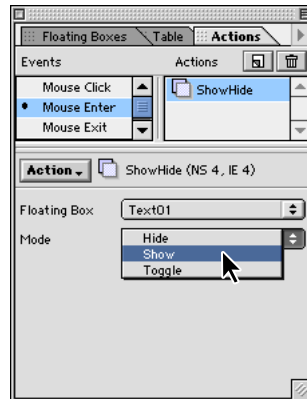 Floating Boxes Table Actions
Events Actions
Mouse Click
• Mouse Enter
Mouse Exit
ShowHide
Action ShowHide (NS 4, IE 4)
Floating Box Text01
Mode
Hide
Show
Toggle